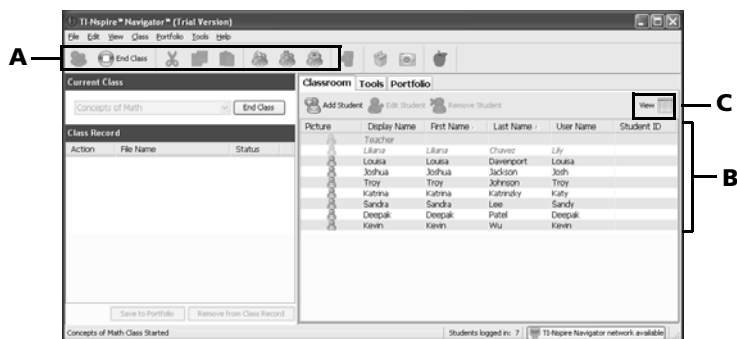 TI-Nspire™ Navigator™ (Trial Version)
File Edit View Class Portfolio Tools Help
A
End Class
Current Class
Classroom Tools Portfolio
Concepts of Math End Class
Add Student Edit Student Remove Student View
C
Class Record
Action File Name Status
Picture Display Name First Name Last Name User Name Student ID
Teacher
Liliana Liliana Chavez Lily
Louisa Louisa Davenport Louisa
Joshua Joshua Jackson Josh
Troy Troy Johnson Troy
Katrina Katrina Katrinzky Katy
Sandra Sandra Lee Sandy
Deepak Deepak Patel Deepak
Kevin Kevin Wu Kevin
B
Save to Portfolio Remove from Class Record
Concepts of Math Class Started Students logged in: 7 TI-Nspire Navigator network available